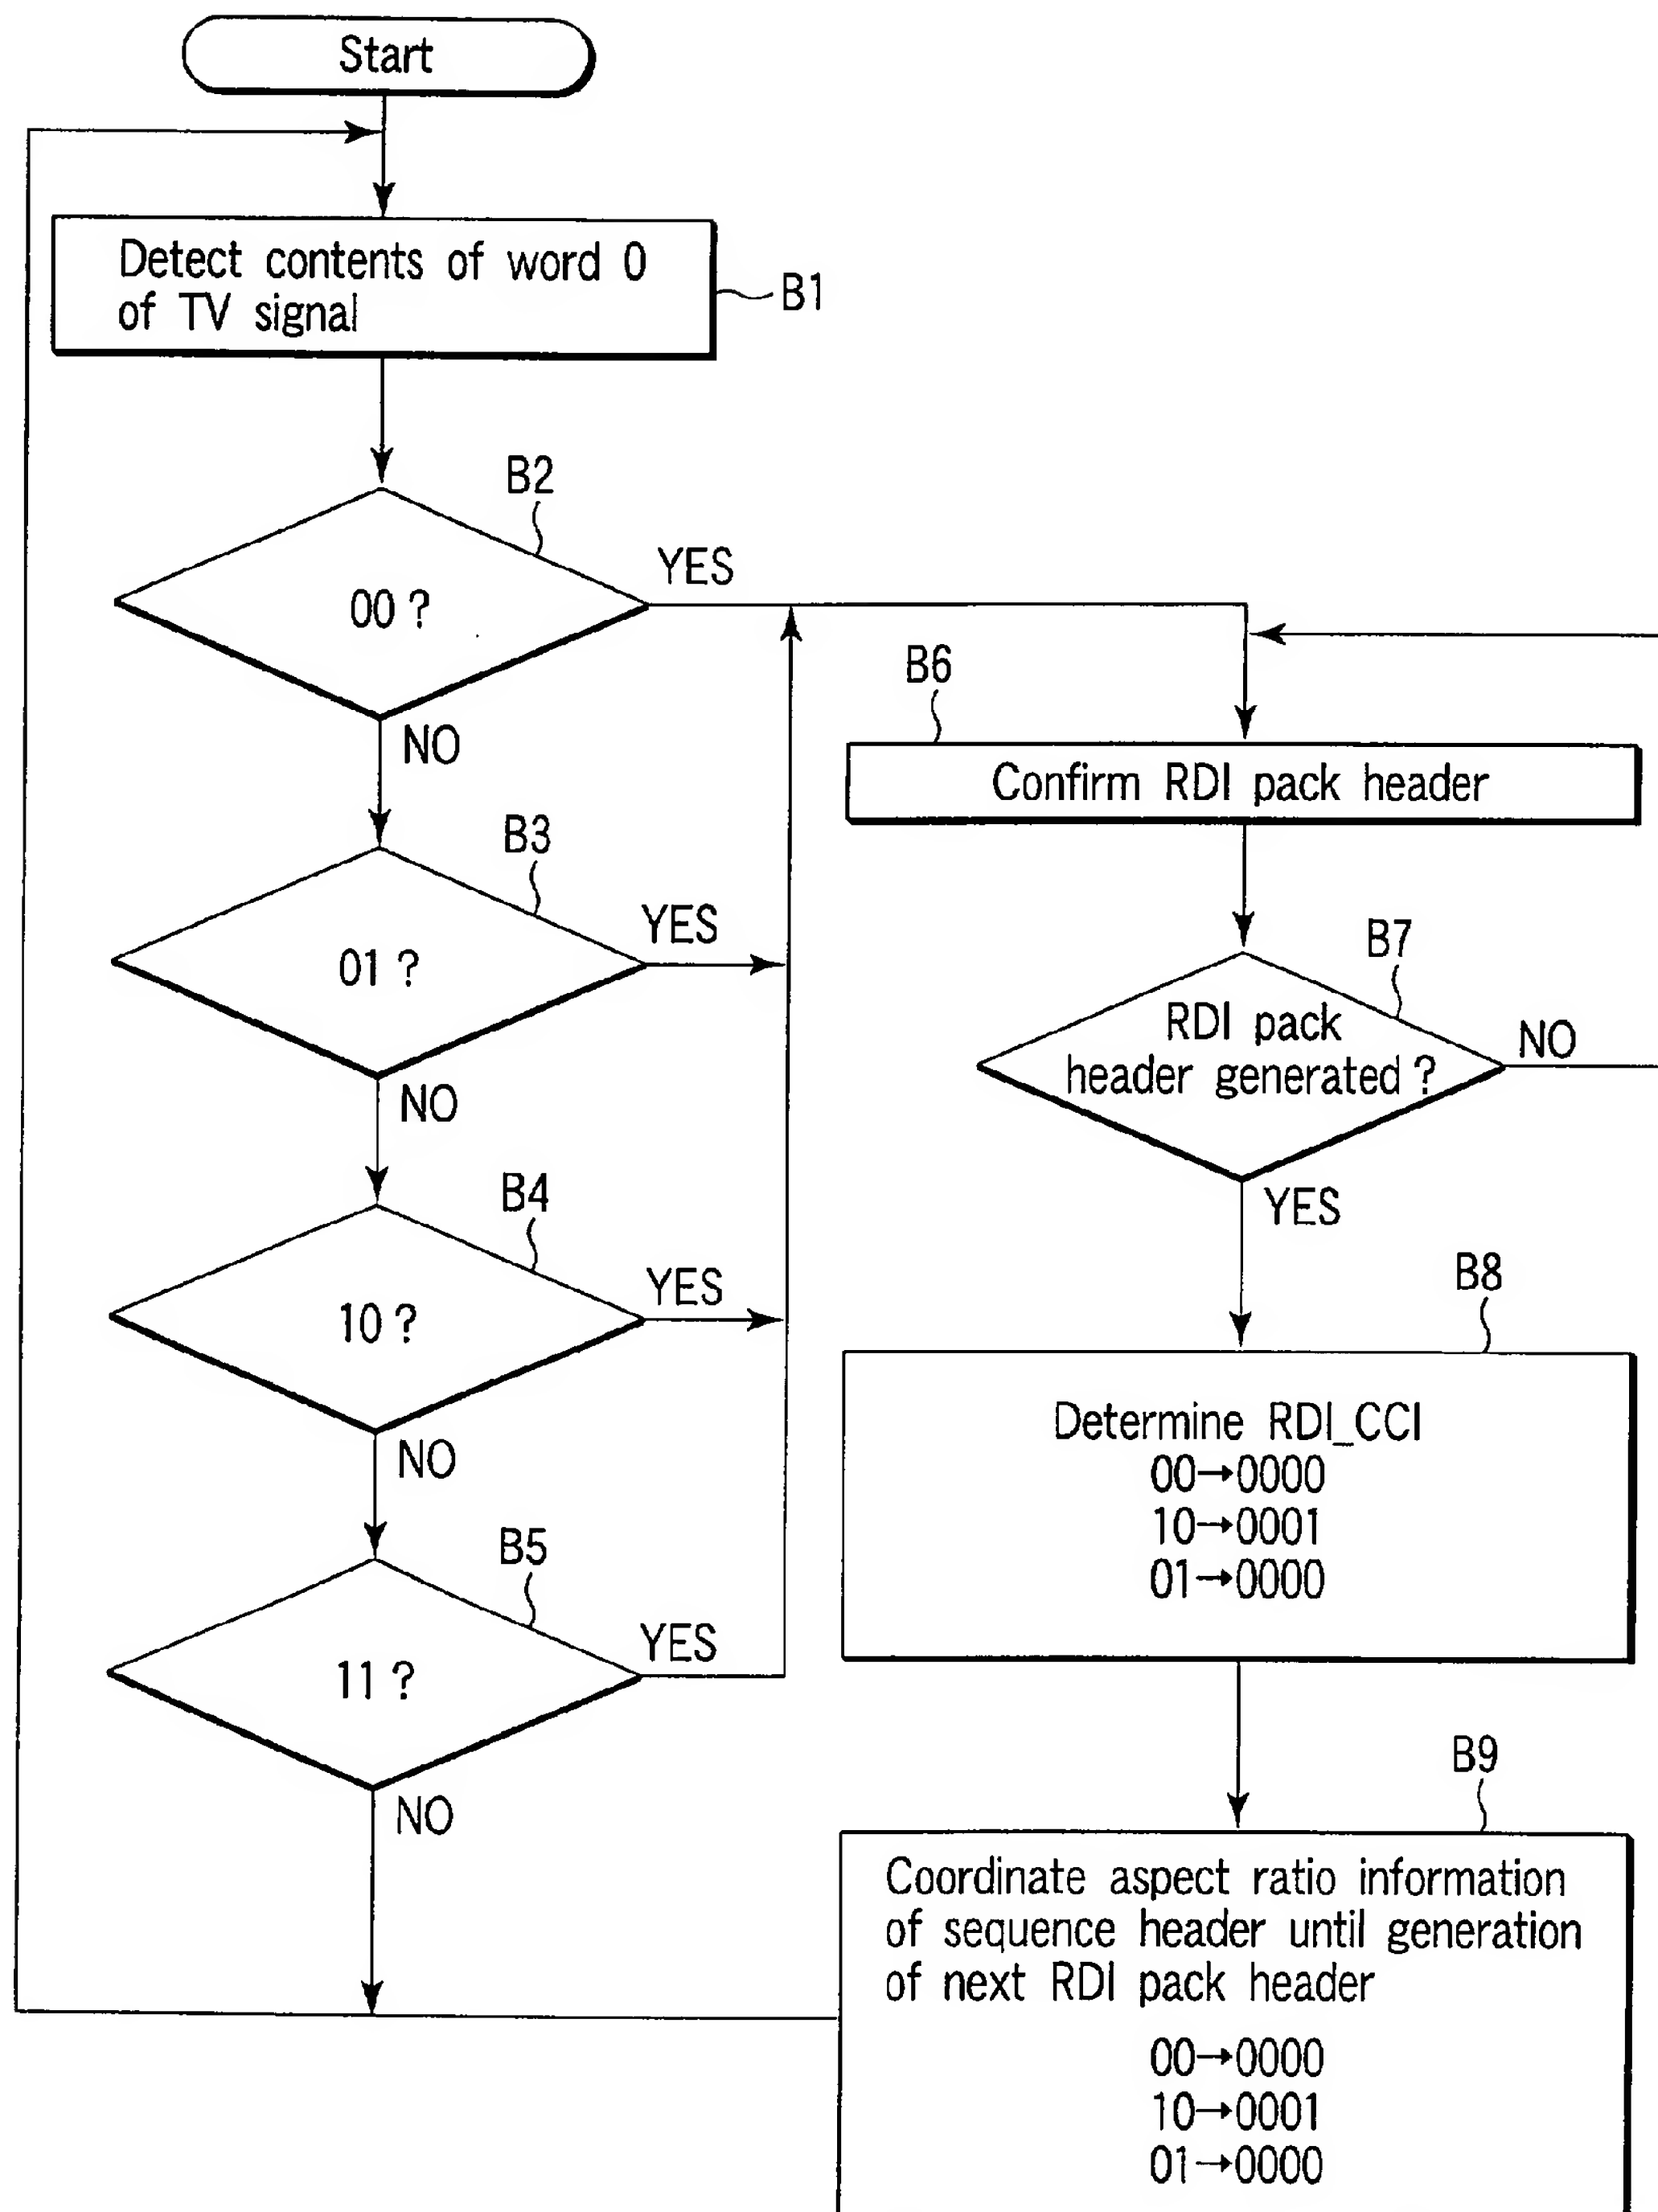 Start
Detect contents of word 0
of TV signal
B1
B2
00 ?
YES
NO
B3
01 ?
YES
NO
B4
10 ?
YES
NO
B5
11 ?
YES
NO
B6
Confirm RDI pack header
B7
RDI pack
header generated ?
NO
YES
B8
Determine RDI_CCI
00→0000
10→0001
01→0000
B9
Coordinate aspect ratio information
of sequence header until generation
of next RDI pack header
00→0000
10→0001
01→0000